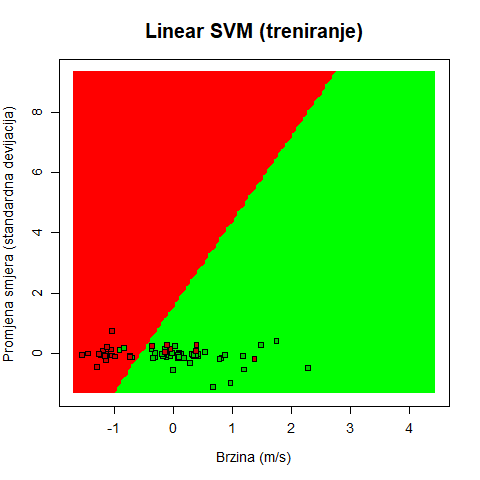 Linear SVM (treniranje)
Promjena smjera (standardna devijacija)
8
6
4
2
0
-1 0 1 2 3 4
Brzina (m/s)